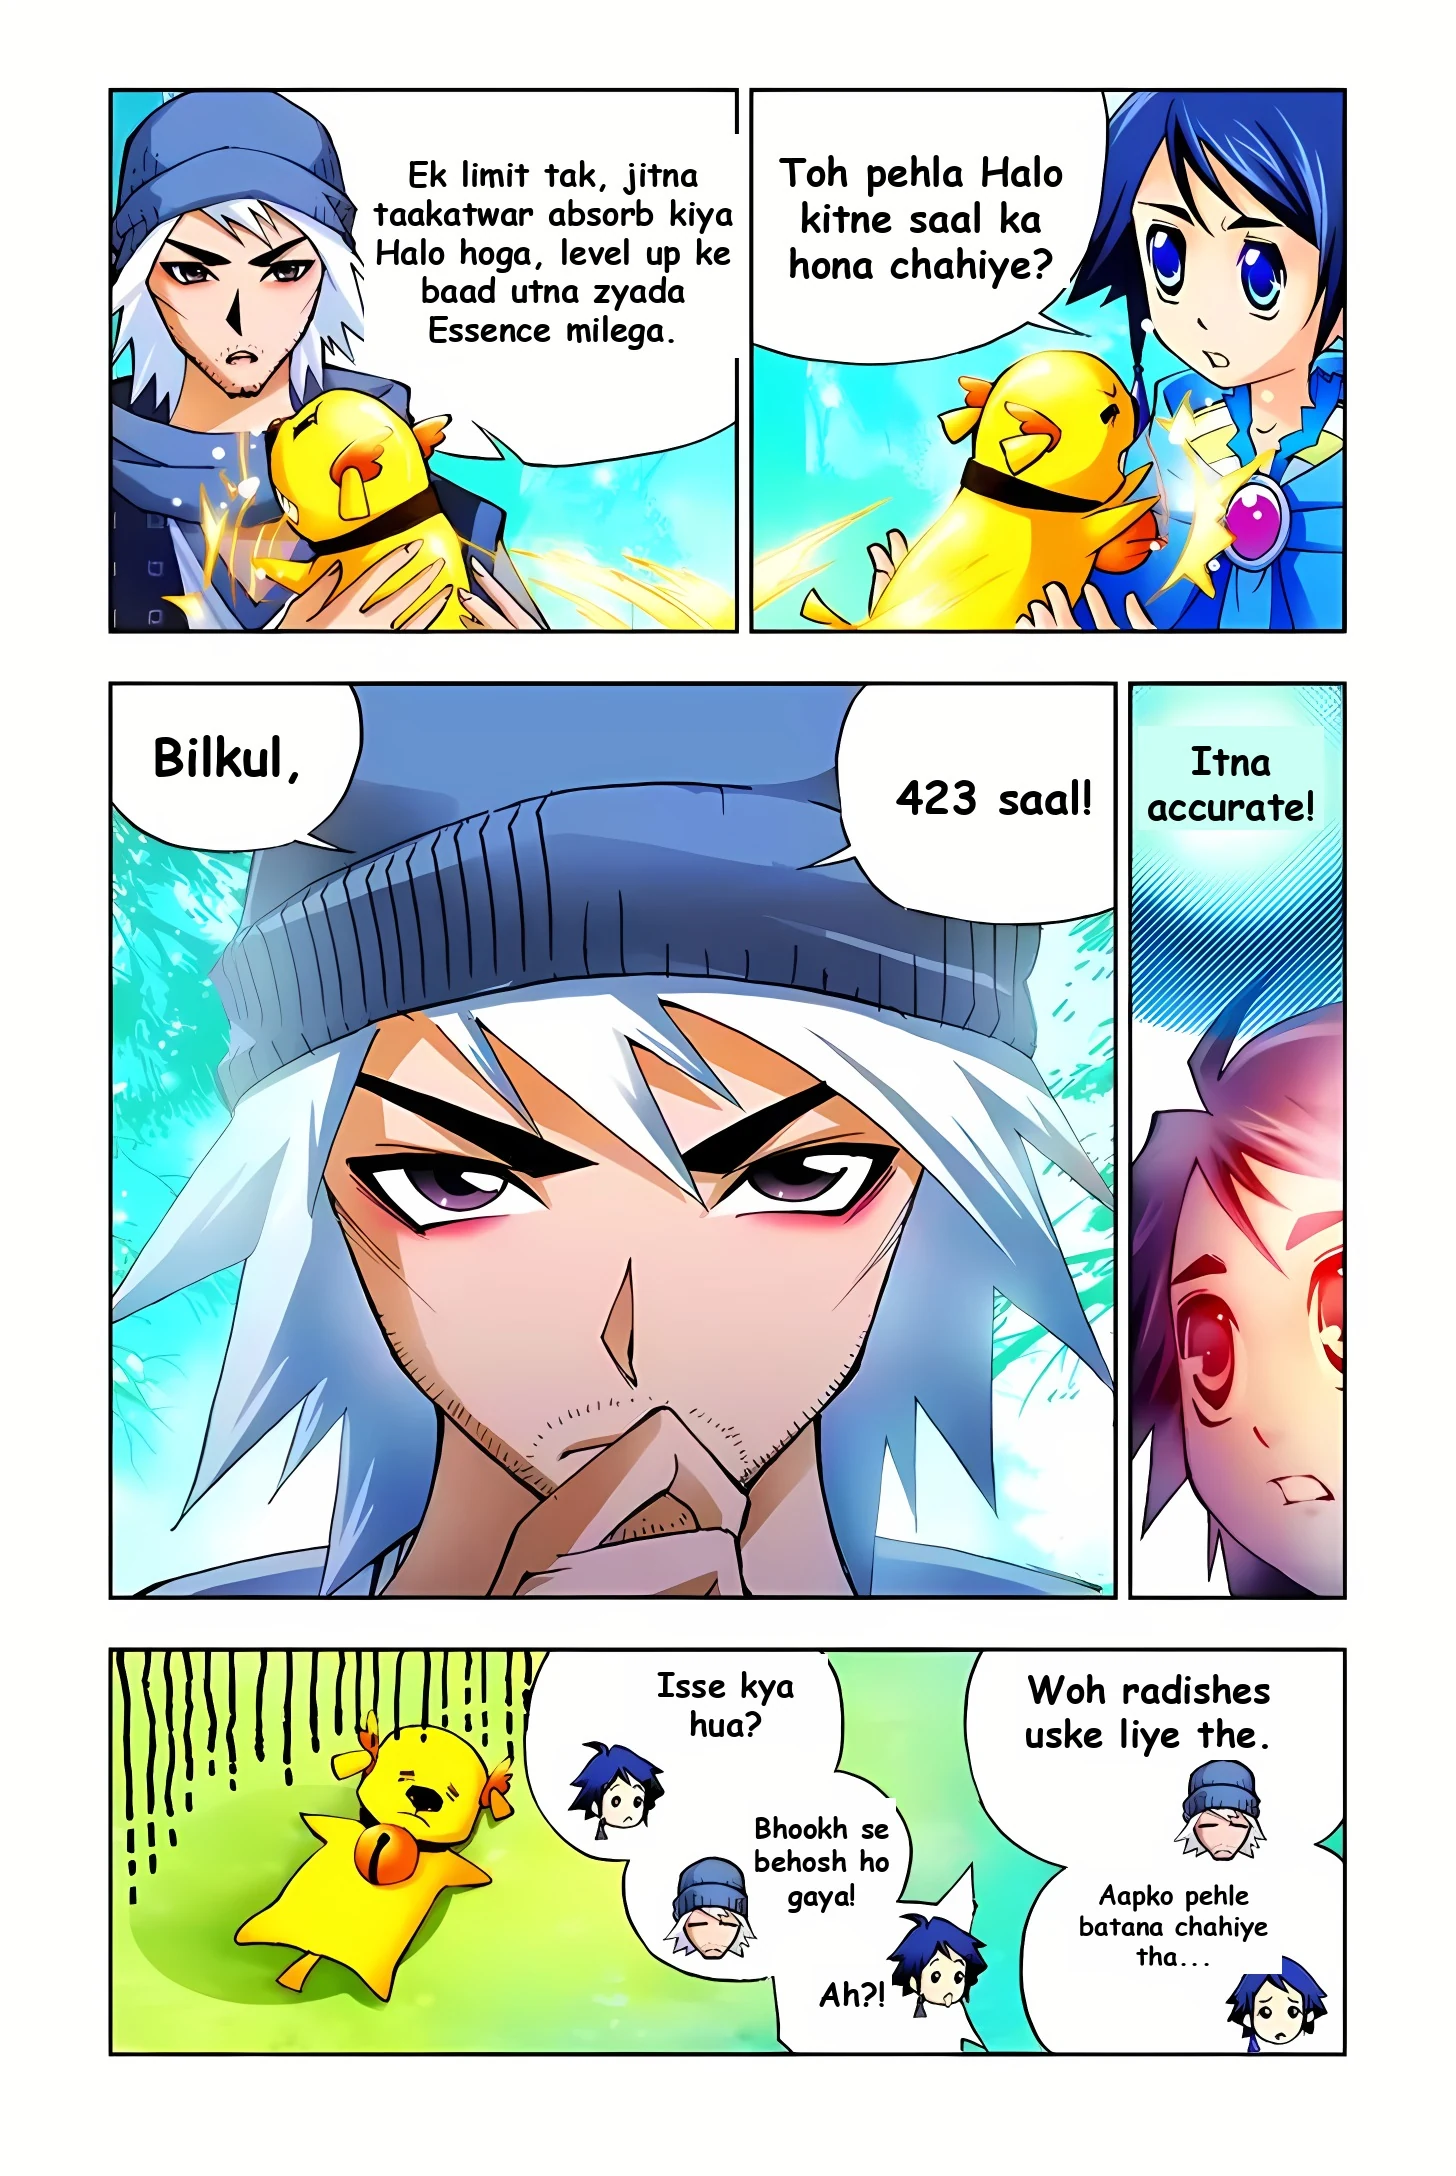 Ek limit tak, jitna
taakatwar absorb kiya
Halo hoga, level up ke
baad utna zyada
Essence milega.
Toh pehla Halo
kitne saal ka
hona chahiye?
Bilkul,
423 saal!
Itna
accurate!
Isse kya
hua?
Bhookh se
behosh ho
gaya!
Ah?!
Woh radishes
uske liye the.
Aapko pehle
batana chahiye
tha...